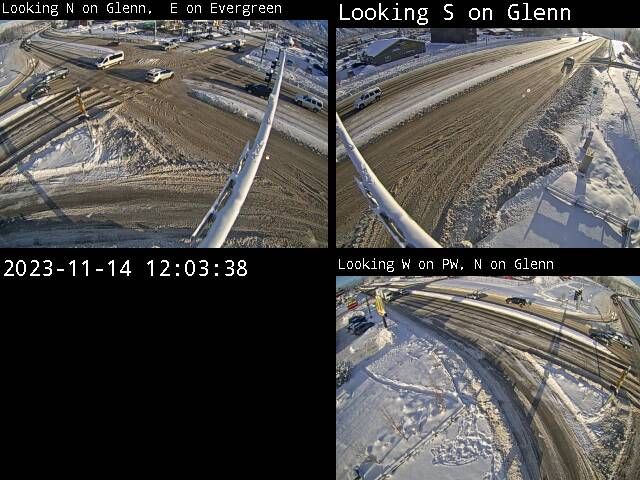 Looking N on Glenn,  E on Evergreen
Looking S on Glenn
2023-11-14 12:03:38
Looking W on PW, N on Glenn